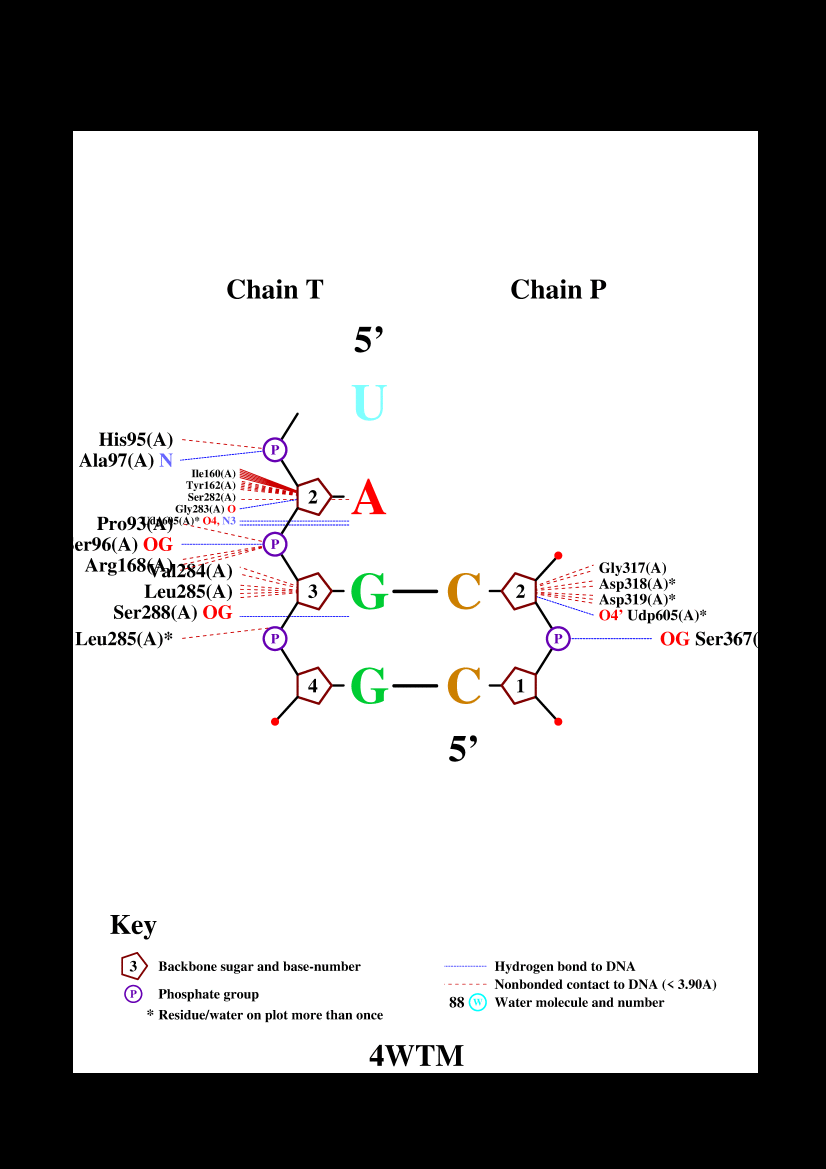 Chain T
Chain P
5’
U
His95(A)
P
Ala97(A) N
Ile160(A)
Tyr162(A)
Ser282(A)
2
A
Gly283(A) O
Udp605(A)* O4, N3
Pro93(A)
er96(A) OG
P
Arg168(A)
Val284(A)
Leu285(A)
Ser288(A) OG
3
G
C
2
Gly317(A)
Asp318(A)*
Asp319(A)*
O4’ Udp605(A)*
Leu285(A)*
P
P
OG Ser367(
4
G
C
1
5’
Key
3 Backbone sugar and base-number
P Phosphate group
* Residue/water on plot more than once
Hydrogen bond to DNA
Nonbonded contact to DNA (< 3.90A)
88 W Water molecule and number
4WTM